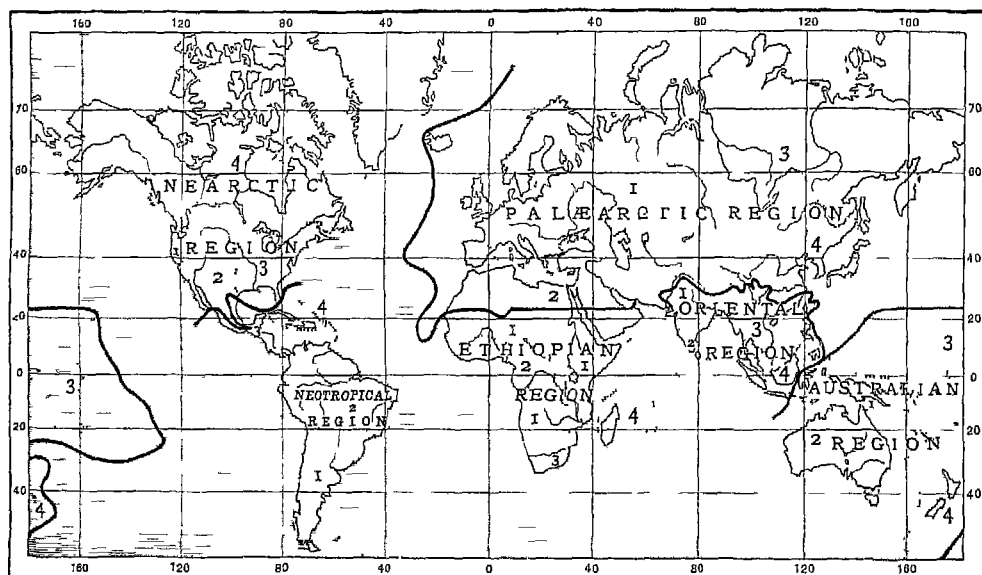 160 120 80 40 0 40 80 120 160
70 70
4 3
60 60
NEARCTIC 1
PALÆARCTIC REGION
1 REGION 4
40 3 40
2 2 1
4 ORIENTAL
20 1 3 20
ETHIOPIAN 2 REGION 3
3 2 1 4
0 0
NEOTROPICAL REGION AUSTRALIAN
2 1 4
REGION 2 REGION
20 20
1 3
40 40
4 4
160 120 80 40 0 40 80 120 160